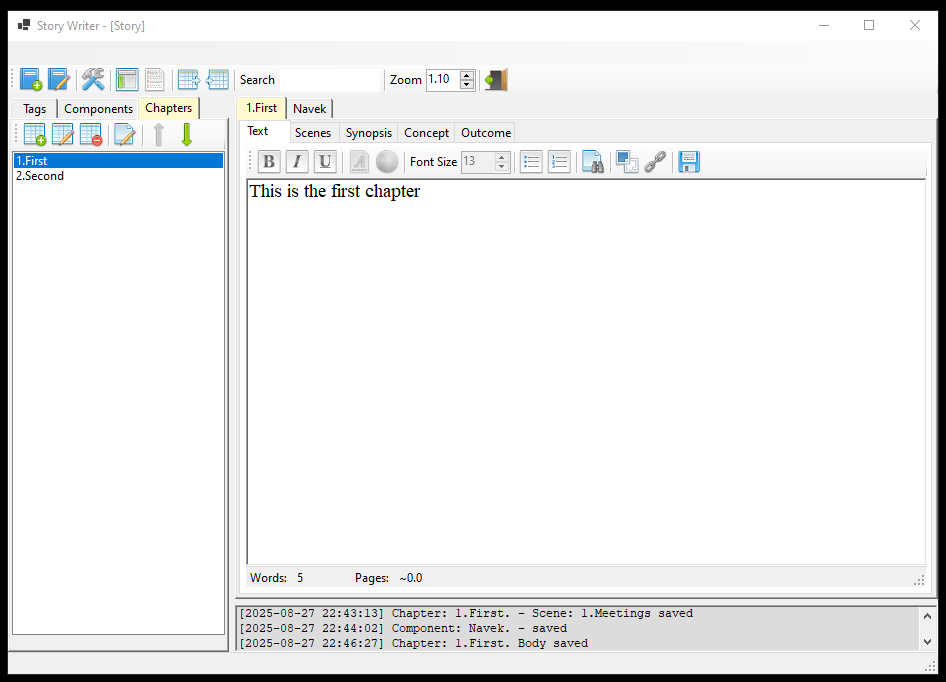 Story Writer - [Story]
Search
Zoom 1.10
Tags Components Chapters
1.First
2.Second
1.First Navek
Text Scenes Synopsis Concept Outcome
B I U A Font Size 13
This is the first chapter
Words: 5 Pages: ~0.0
[2025-08-27 22:43:13] Chapter: 1.First. - Scene: 1.Meetings saved
[2025-08-27 22:44:02] Component: Navek. - saved
[2025-08-27 22:46:27] Chapter: 1.First. Body saved